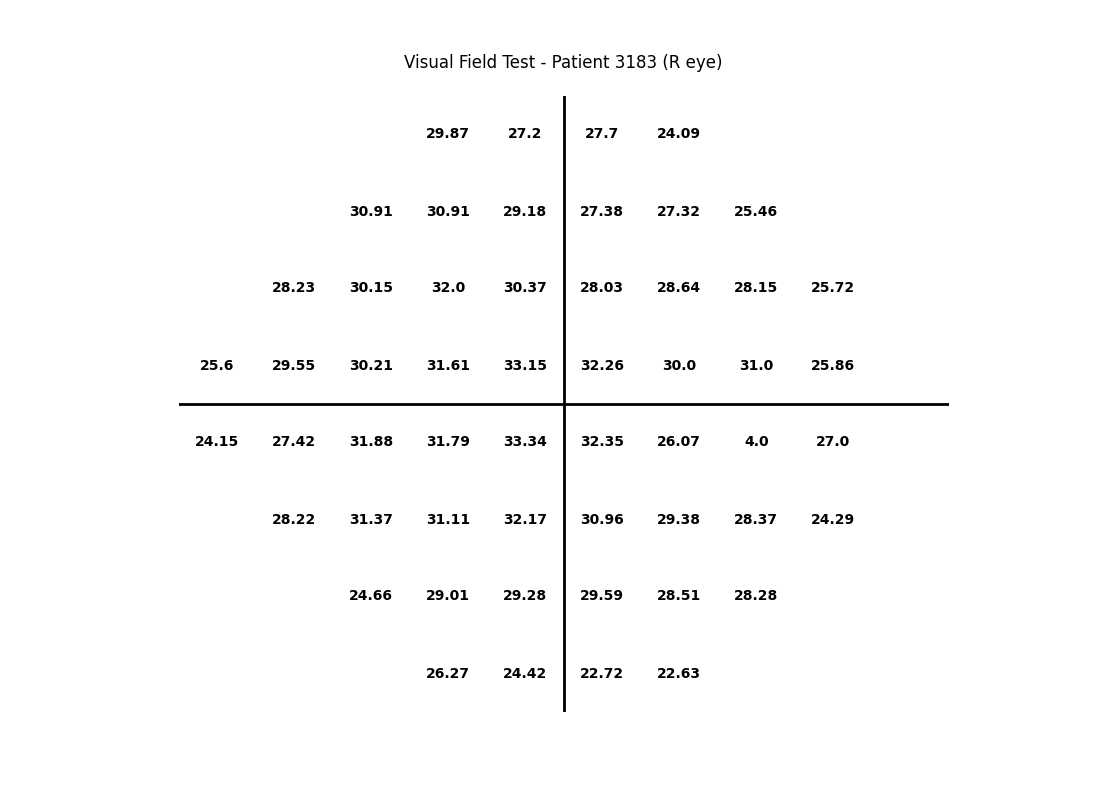 Visual Field Test - Patient 3183 (R eye)
29.87 27.2 27.7 24.09
30.91 30.91 29.18 27.38 27.32 25.46
28.23 30.15 32.0 30.37 28.03 28.64 28.15 25.72
25.6 29.55 30.21 31.61 33.15 32.26 30.0 31.0 25.86
24.15 27.42 31.88 31.79 33.34 32.35 26.07 4.0 27.0
28.22 31.37 31.11 32.17 30.96 29.38 28.37 24.29
24.66 29.01 29.28 29.59 28.51 28.28
26.27 24.42 22.72 22.63